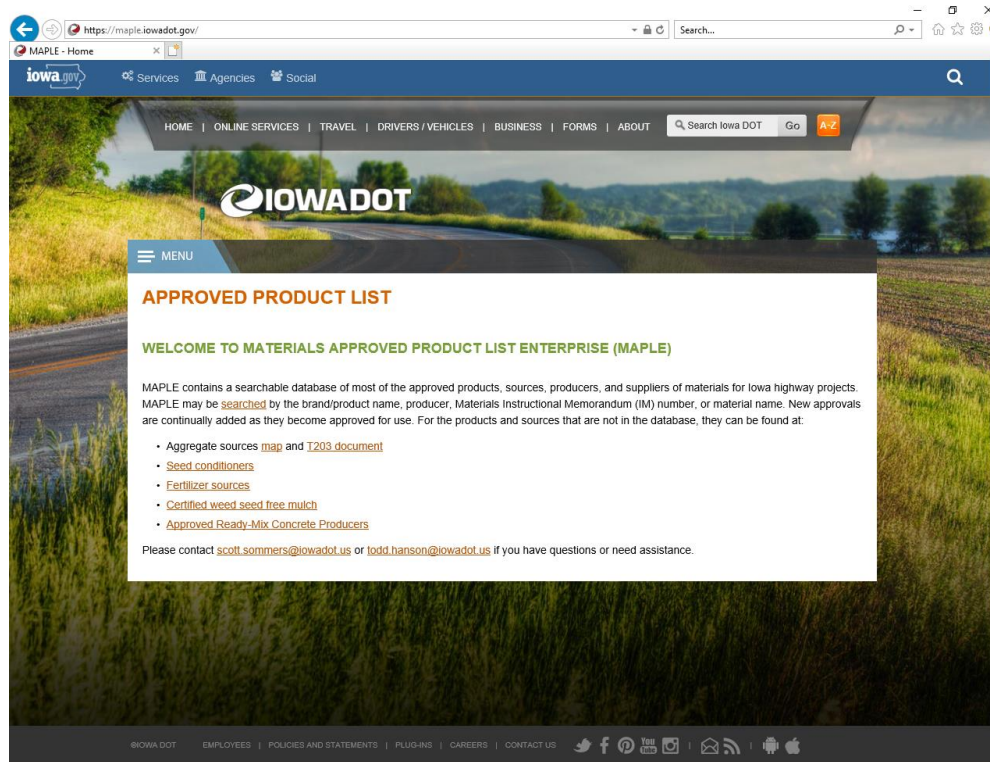 https://maple.iowadot.gov/
Search...
MAPLE - Home
iowa.gov Services Agencies Social
HOME | ONLINE SERVICES | TRAVEL | DRIVERS / VEHICLES | BUSINESS | FORMS | ABOUT Search Iowa DOT Go A-Z
IOWADOT
MENU
APPROVED PRODUCT LIST
WELCOME TO MATERIALS APPROVED PRODUCT LIST ENTERPRISE (MAPLE)
MAPLE contains a searchable database of most of the approved products, sources, producers, and suppliers of materials for Iowa highway projects.
MAPLE may be searched by the brand/product name, producer, Materials Instructional Memorandum (IM) number, or material name. New approvals
are continually added as they become approved for use. For the products and sources that are not in the database, they can be found at:
• Aggregate sources map and T203 document
• Seed conditioners
• Fertilizer sources
• Certified weed seed free mulch
• Approved Ready-Mix Concrete Producers
Please contact scott.sommers@iowadot.us or todd.hanson@iowadot.us if you have questions or need assistance.
©IOWA DOT EMPLOYEES | POLICIES AND STATEMENTS | PLUG-INS | CAREERS | CONTACT US You Tube